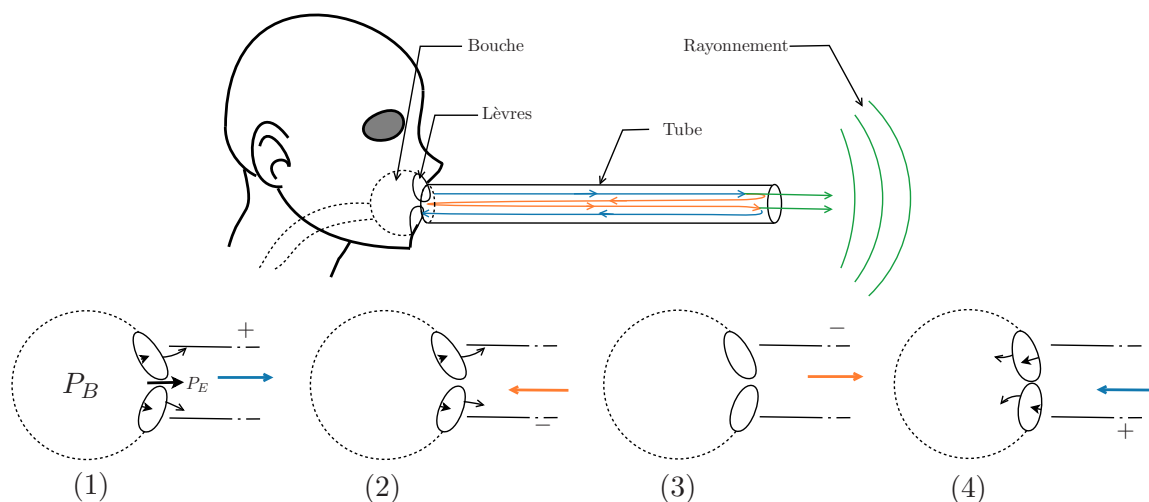 Bouche
Rayonnement
Lèvres
Tube
+
−
P_B
P_E
−
+
(1)
(2)
(3)
(4)